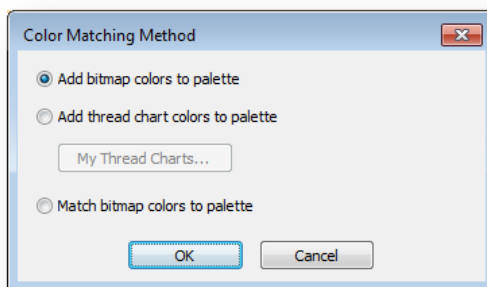 Color Matching Method
Add bitmap colors to palette
Add thread chart colors to palette
My Thread Charts...
Match bitmap colors to palette
OK Cancel